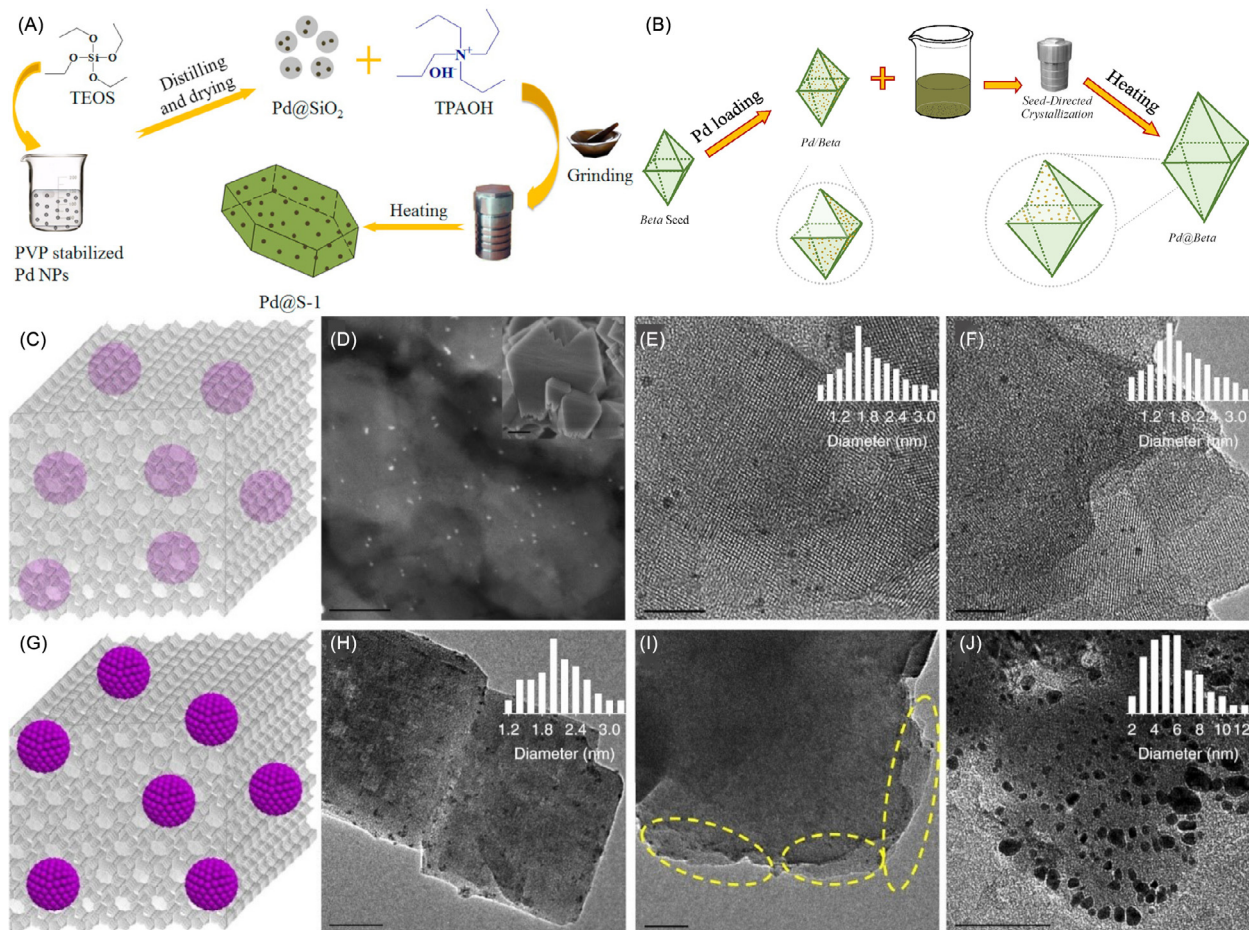 (A)
TEOS
Si
O
O
O
O
Distilling
and drying
Pd@SiO₂
+
N⁺
OH⁻
TPAOH
Grinding
Heating
PVP stabilized
Pd NPs
Pd@S-1
(B)
Beta Seed
Pd loading
Pd/Beta
+
Seed-Directed
Crystallization
Heating
Pd@Beta
(C)
(D)
(E)
1.2 1.8 2.4 3.0
Diameter (nm)
(F)
1.2 1.8 2.4 3.0
Diameter (nm)
(G)
(H)
1.2 1.8 2.4 3.0
Diameter (nm)
(I)
(J)
2 4 6 8 10 12
Diameter (nm)